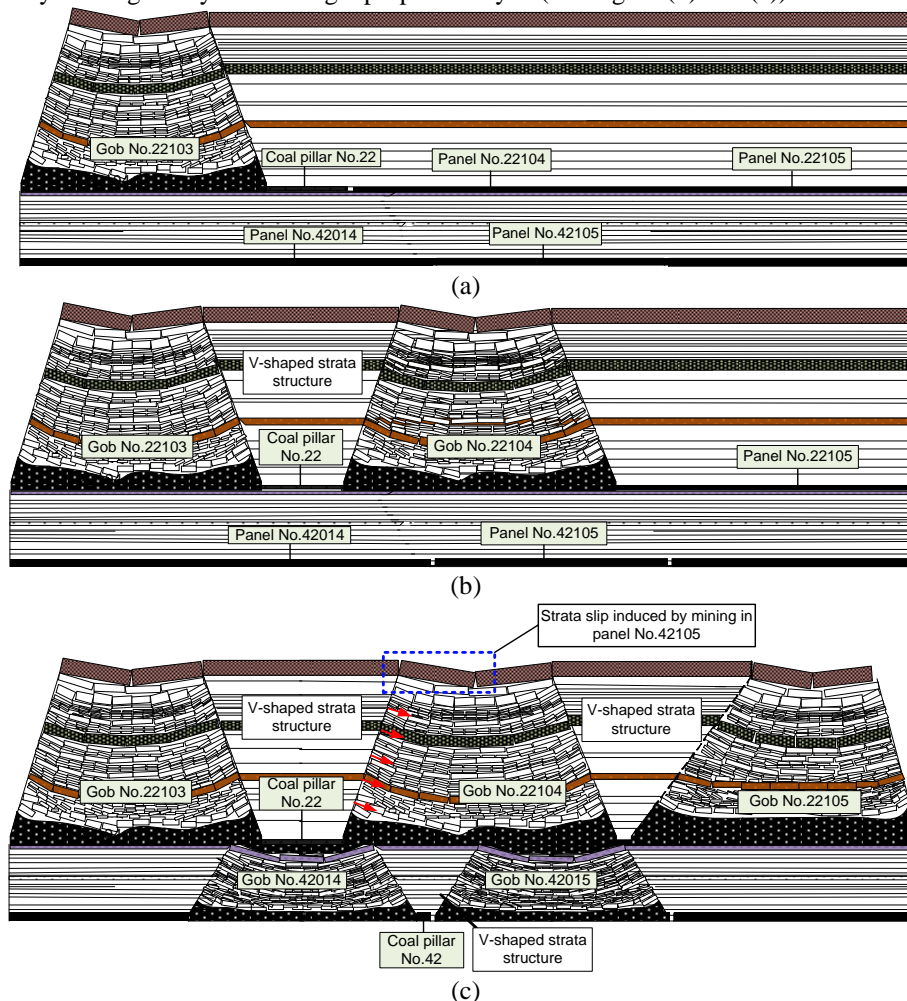 Gob No.22103
Coal pillar No.22
Panel No.22104
Panel No.22105
Panel No.42014
Panel No.42105
(a)
V-shaped strata
structure
Gob No.22103
Coal pillar
No.22
Gob No.22104
Panel No.22105
Panel No.42014
Panel No.42105
(b)
Strata slip induced by mining in
panel No.42105
V-shaped strata
structure
V-shaped strata
structure
Gob No.22103
Coal pillar
No.22
Gob No.22104
Gob No.22105
Gob No.42014
Gob No.42015
Coal pillar
No.42
V-shaped strata
structure
(c)